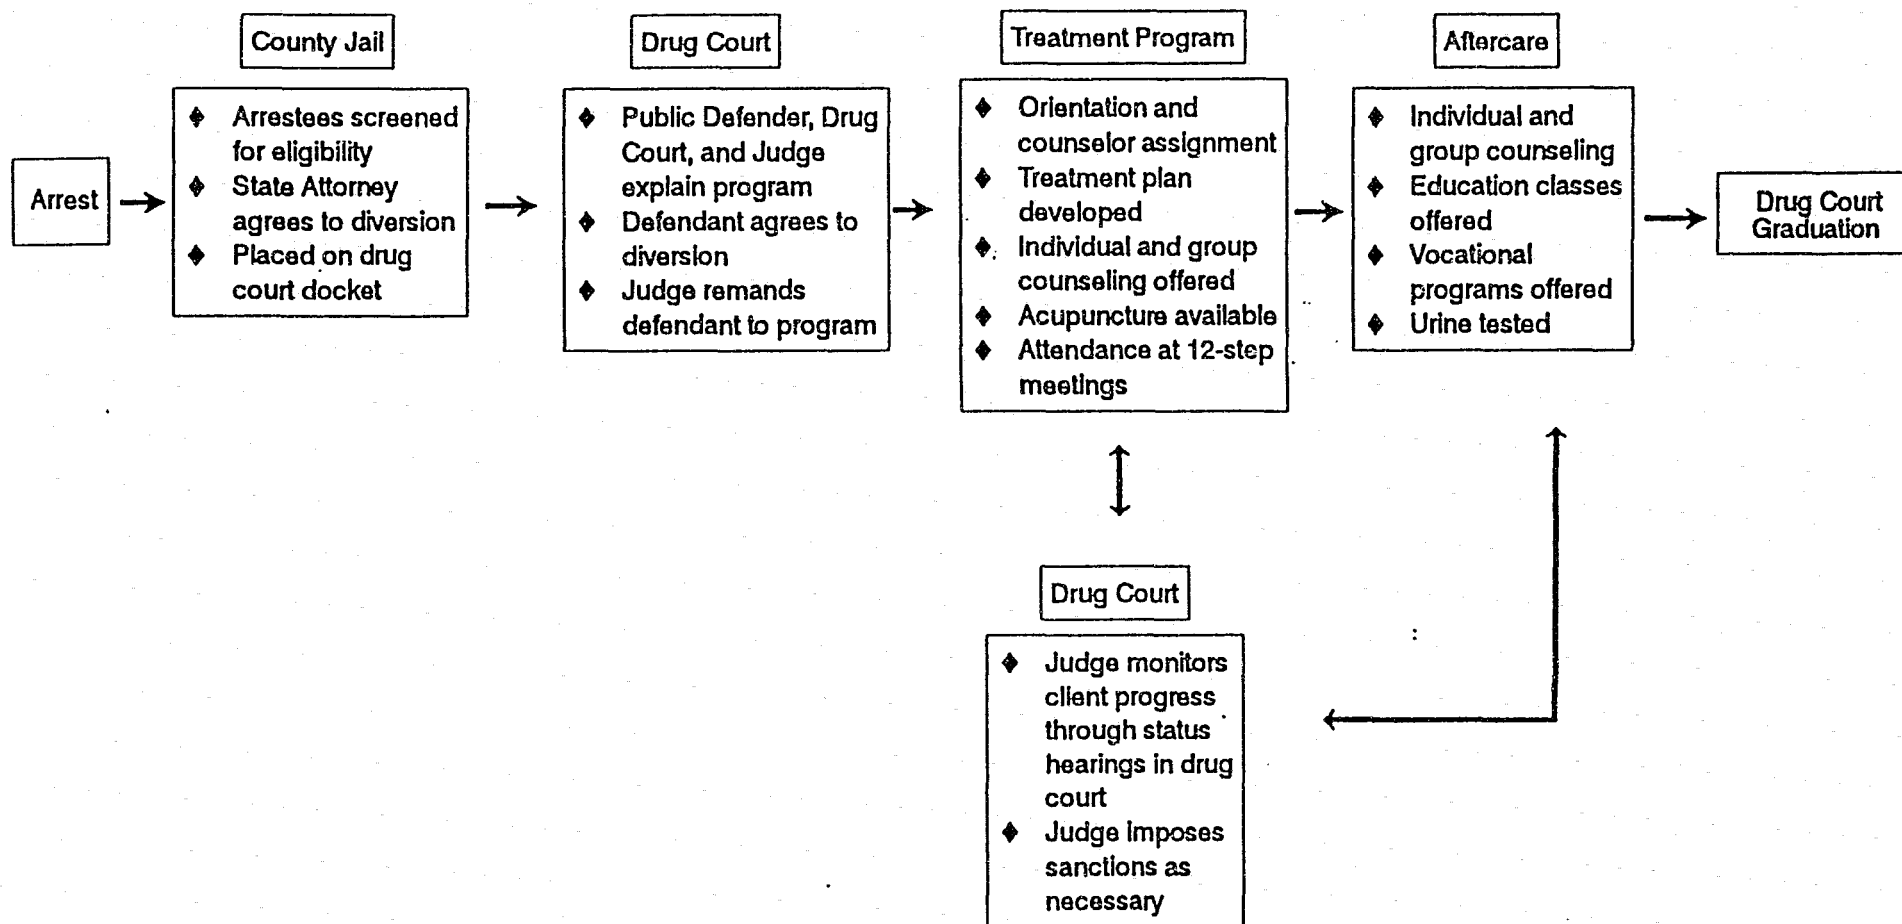 Arrest
County Jail
◆ Arrestees screened
for eligibility
◆ State Attorney
agrees to diversion
◆ Placed on drug
court docket
Drug Court
◆ Public Defender, Drug
Court, and Judge
explain program
◆ Defendant agrees to
diversion
◆ Judge remands
defendant to program
Treatment Program
◆ Orientation and
counselor assignment
◆ Treatment plan
developed
◆ Individual and group
counseling offered
◆ Acupuncture available
◆ Attendance at 12-step
meetings
Aftercare
◆ Individual and
group counseling
◆ Education classes
offered
◆ Vocational
programs offered
◆ Urine tested
Drug Court
Graduation
Drug Court
◆ Judge monitors
client progress
through status
hearings in drug
court
◆ Judge imposes
sanctions as
necessary